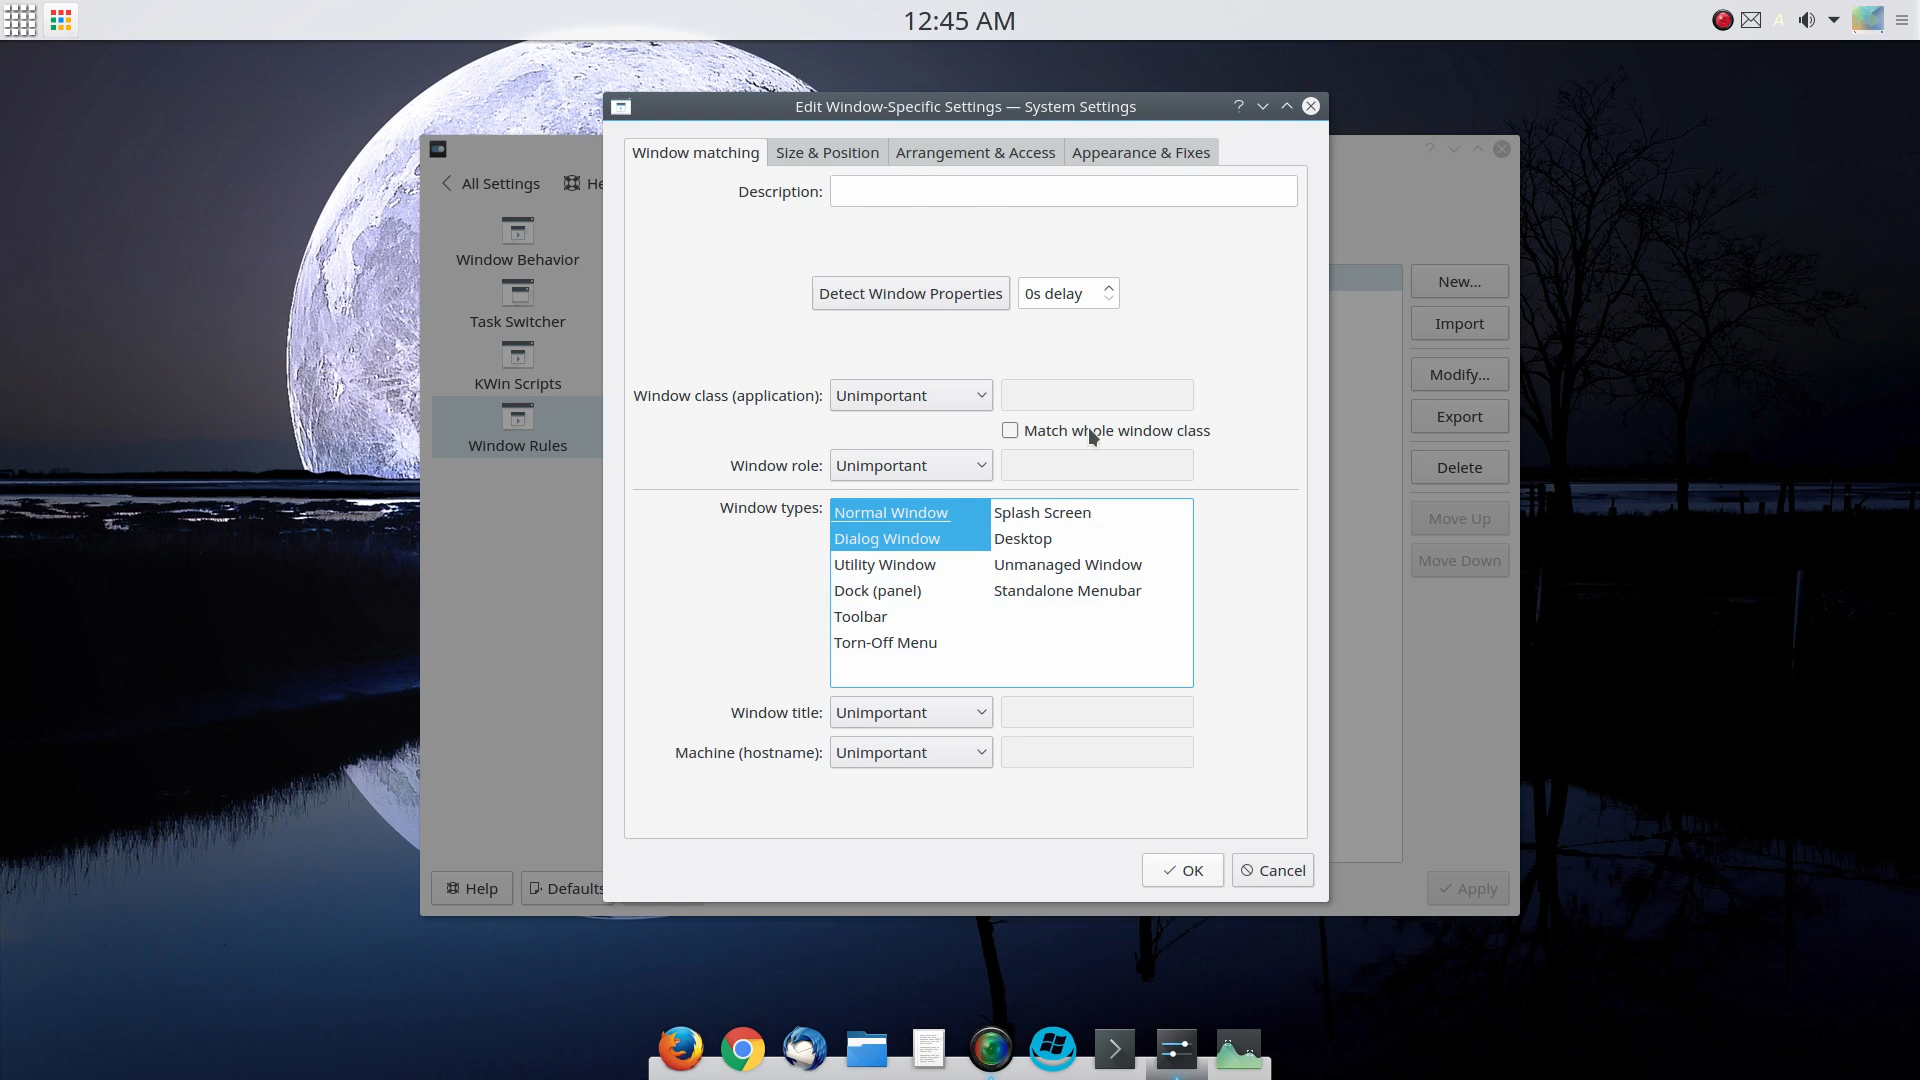 12:45 AM
A
Edit Window-Specific Settings — System Settings
?
Window matching
Size & Position
Arrangement & Access
Appearance & Fixes
Description:
Detect Window Properties
0s delay
Window class (application):
Unimportant
Match whole window class
Window role:
Unimportant
Window types:
Normal Window
Splash Screen
Dialog Window
Desktop
Utility Window
Unmanaged Window
Dock (panel)
Standalone Menubar
Toolbar
Torn-Off Menu
Window title:
Unimportant
Machine (hostname):
Unimportant
OK
Cancel
?
All Settings
He
Window Behavior
Task Switcher
KWin Scripts
Window Rules
New...
Import
Modify...
Export
Delete
Move Up
Move Down
Help
Defaults
Apply